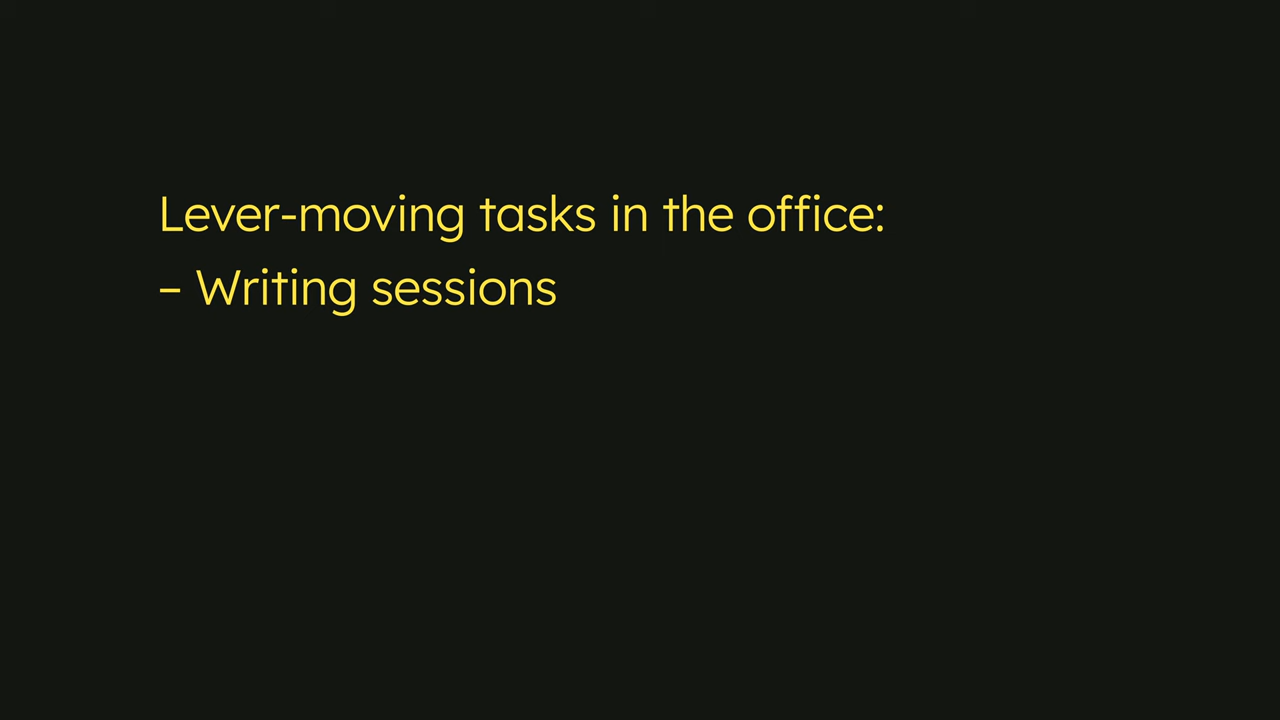 Lever-moving tasks in the office:
– Writing sessions